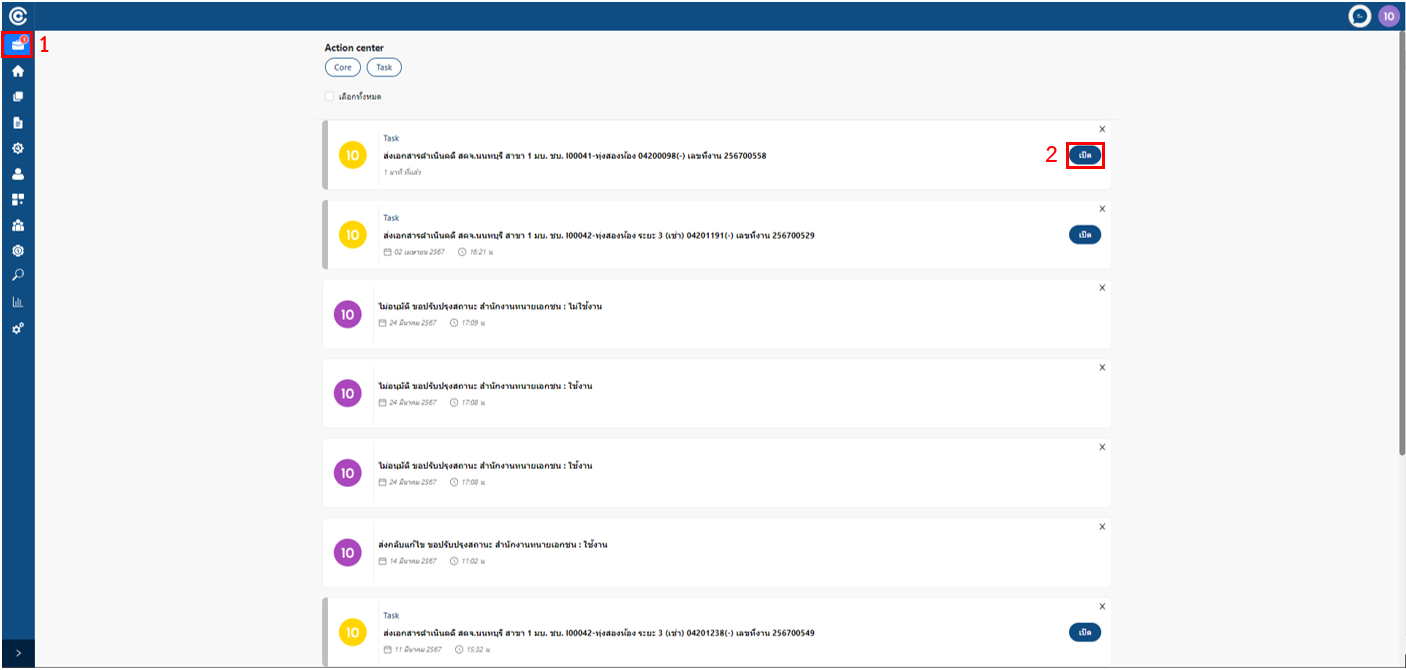 1
1
10
Action center
Core Task
เลือกทั้งหมด
X
10
Task
ส่งเอกสารดำเนินคดี สดจ.นนทบุรี สาขา 1 มบ. ชบ. I00041-ทุ่งสองน้อง 04200098(-) เลขที่งาน 256700558
1 นาที ที่แล้ว
2
เปิด
X
10
Task
ส่งเอกสารดำเนินคดี สดจ.นนทบุรี สาขา 1 มบ. ชบ. I00042-ทุ่งสองน้อง ระยะ 3 (เช่า) 04201191(-) เลขที่งาน 256700529
02 เมษายน 2567 16:21 น.
เปิด
X
10
ไม่อนุมัติ ขอปรับปรุงสถานะ สำนักงานทนายเอกชน : ไม่ใช้งาน
24 มีนาคม 2567 17:09 น.
X
10
ไม่อนุมัติ ขอปรับปรุงสถานะ สำนักงานทนายเอกชน : ใช้งาน
24 มีนาคม 2567 17:08 น.
X
10
ไม่อนุมัติ ขอปรับปรุงสถานะ สำนักงานทนายเอกชน : ใช้งาน
24 มีนาคม 2567 17:08 น.
X
10
ส่งกลับแก้ไข ขอปรับปรุงสถานะ สำนักงานทนายเอกชน : ใช้งาน
14 มีนาคม 2567 11:02 น.
X
10
Task
ส่งเอกสารดำเนินคดี สดจ.นนทบุรี สาขา 1 มบ. ชบ. I00042-ทุ่งสองน้อง ระยะ 3 (เช่า) 04201238(-) เลขที่งาน 256700549
11 มีนาคม 2567 15:32 น.
เปิด